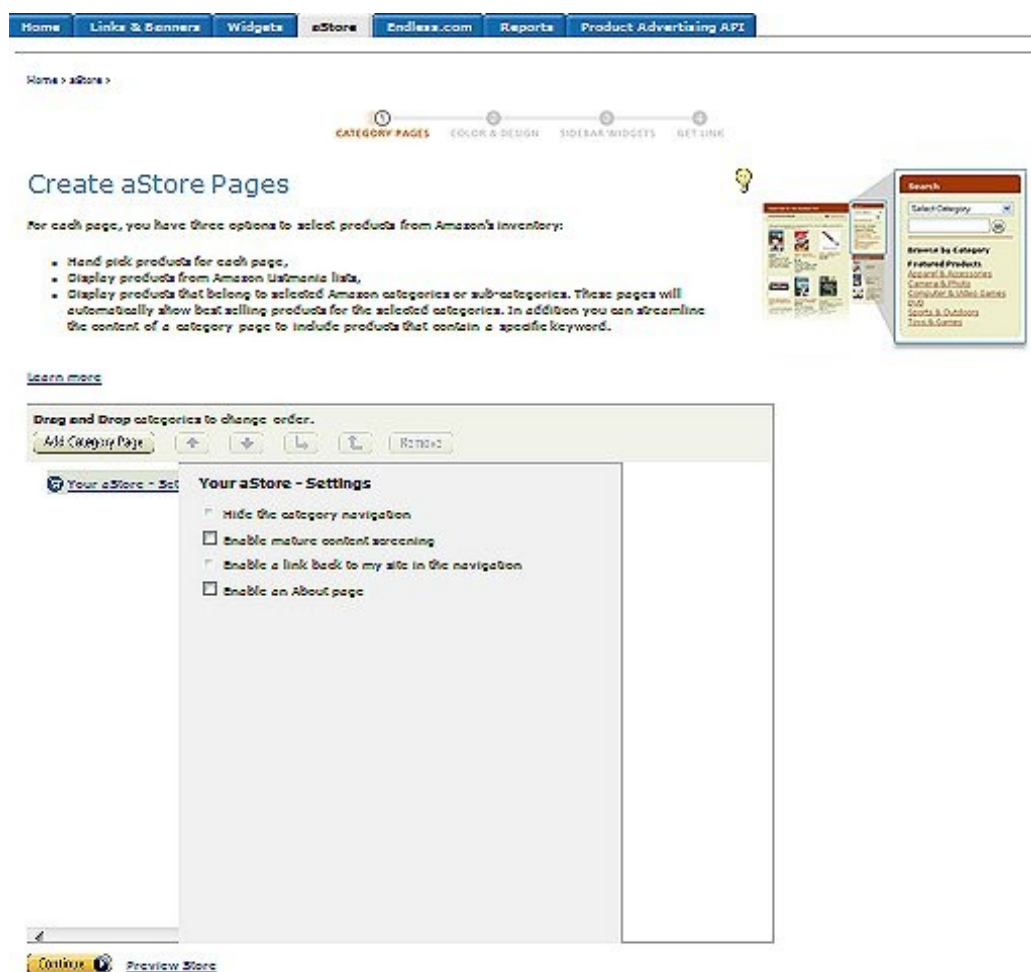 Home Links & Banners Widgets aStore Endless.com Reports Product Advertising API
Home > aStore >
1 2 3 4
CATEGORY PAGES COLOR & DESIGN SIDEBAR WIDGETS GET LINK
Create aStore Pages
For each page, you have three options to select products from Amazon's inventory:
Hand pick products for each page,
Display products from Amazon Listmania lists,
Display products that belong to selected Amazon categories or sub-categories. These pages will
automatically show best selling products for the selected categories. In addition you can streamline
the content of a category page to include products that contain a specific keyword.
Search
Select Category
Browse by Category
Featured Products
Apparel & Accessories
Camera & Photo
Computer & Video Games
DVD
Sports & Outdoors
Toys & Games
Learn more
Drag and Drop categories to change order.
Add Category Page Remove
Your aStore - Set
Your aStore - Settings
Hide the category navigation
Enable mature content screening
Enable a link back to my site in the navigation
Enable an About page
Continue Preview Store